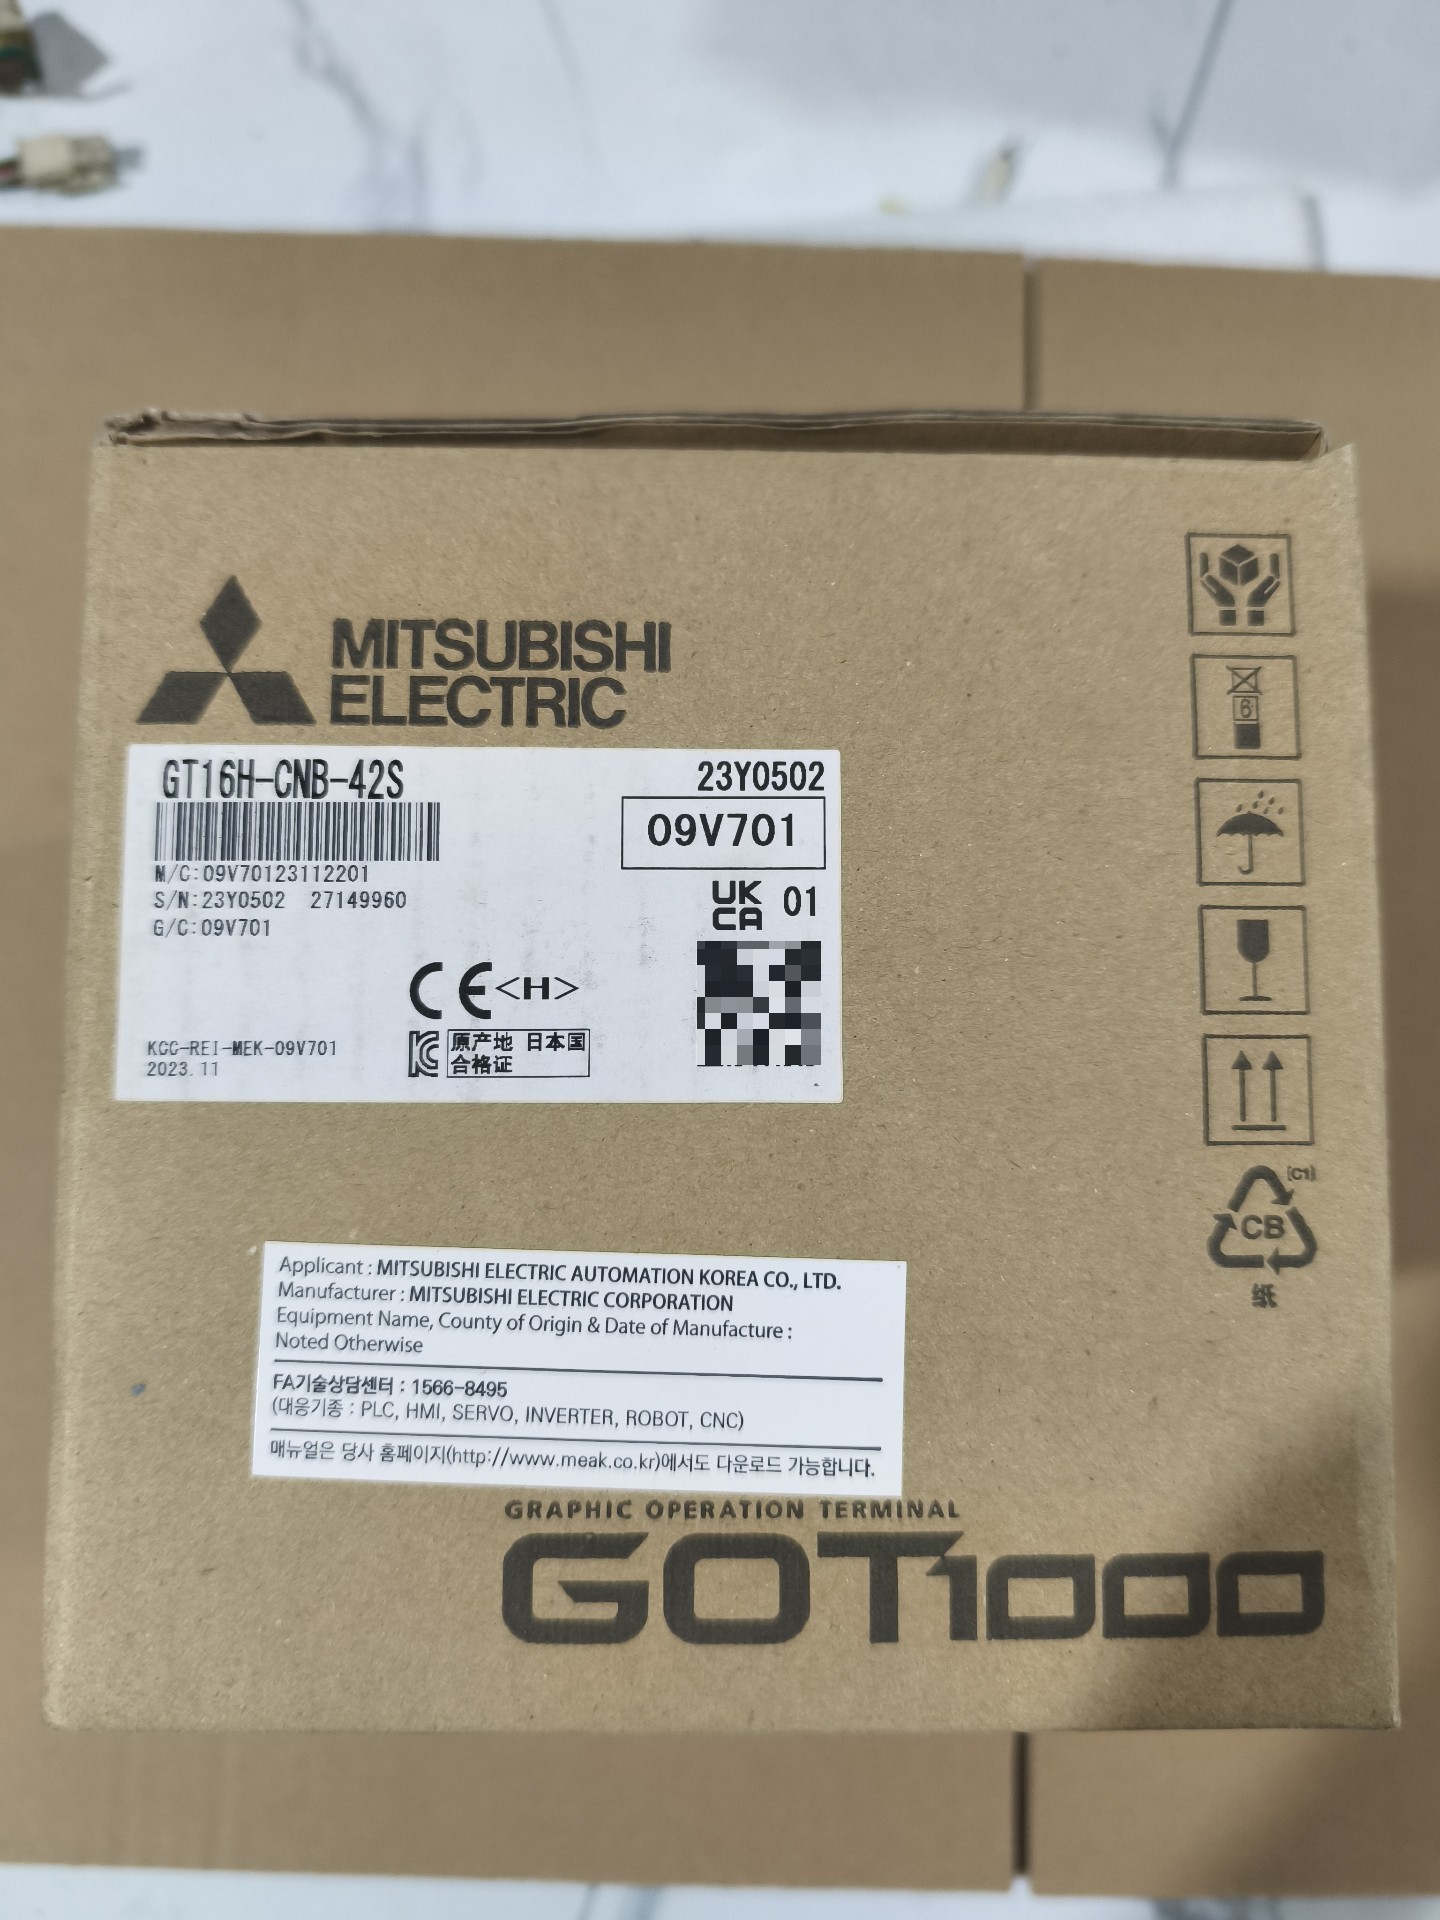 MITSUBISHI
ELECTRIC
GT16H-CNB-42S
23Y0502
09V701
M/C:09V70123112201
S/N:23Y0502 27149960
G/C:09V701
UK
CA 01
CE<H>
KCC-REI-MEK-09V701
2023.11
原产地 日本国
合格证
6
[C1]
CB
纸
Applicant : MITSUBISHI ELECTRIC AUTOMATION KOREA CO., LTD.
Manufacturer : MITSUBISHI ELECTRIC CORPORATION
Equipment Name, County of Origin & Date of Manufacture :
Noted Otherwise
FA기술상담센터 : 1566-8495
(대응기종 : PLC, HMI, SERVO, INVERTER, ROBOT, CNC)
매뉴얼은 당사 홈페이지(http://www.meak.co.kr)에서도 다운로드 가능합니다.
GRAPHIC OPERATION TERMINAL
GOT1000